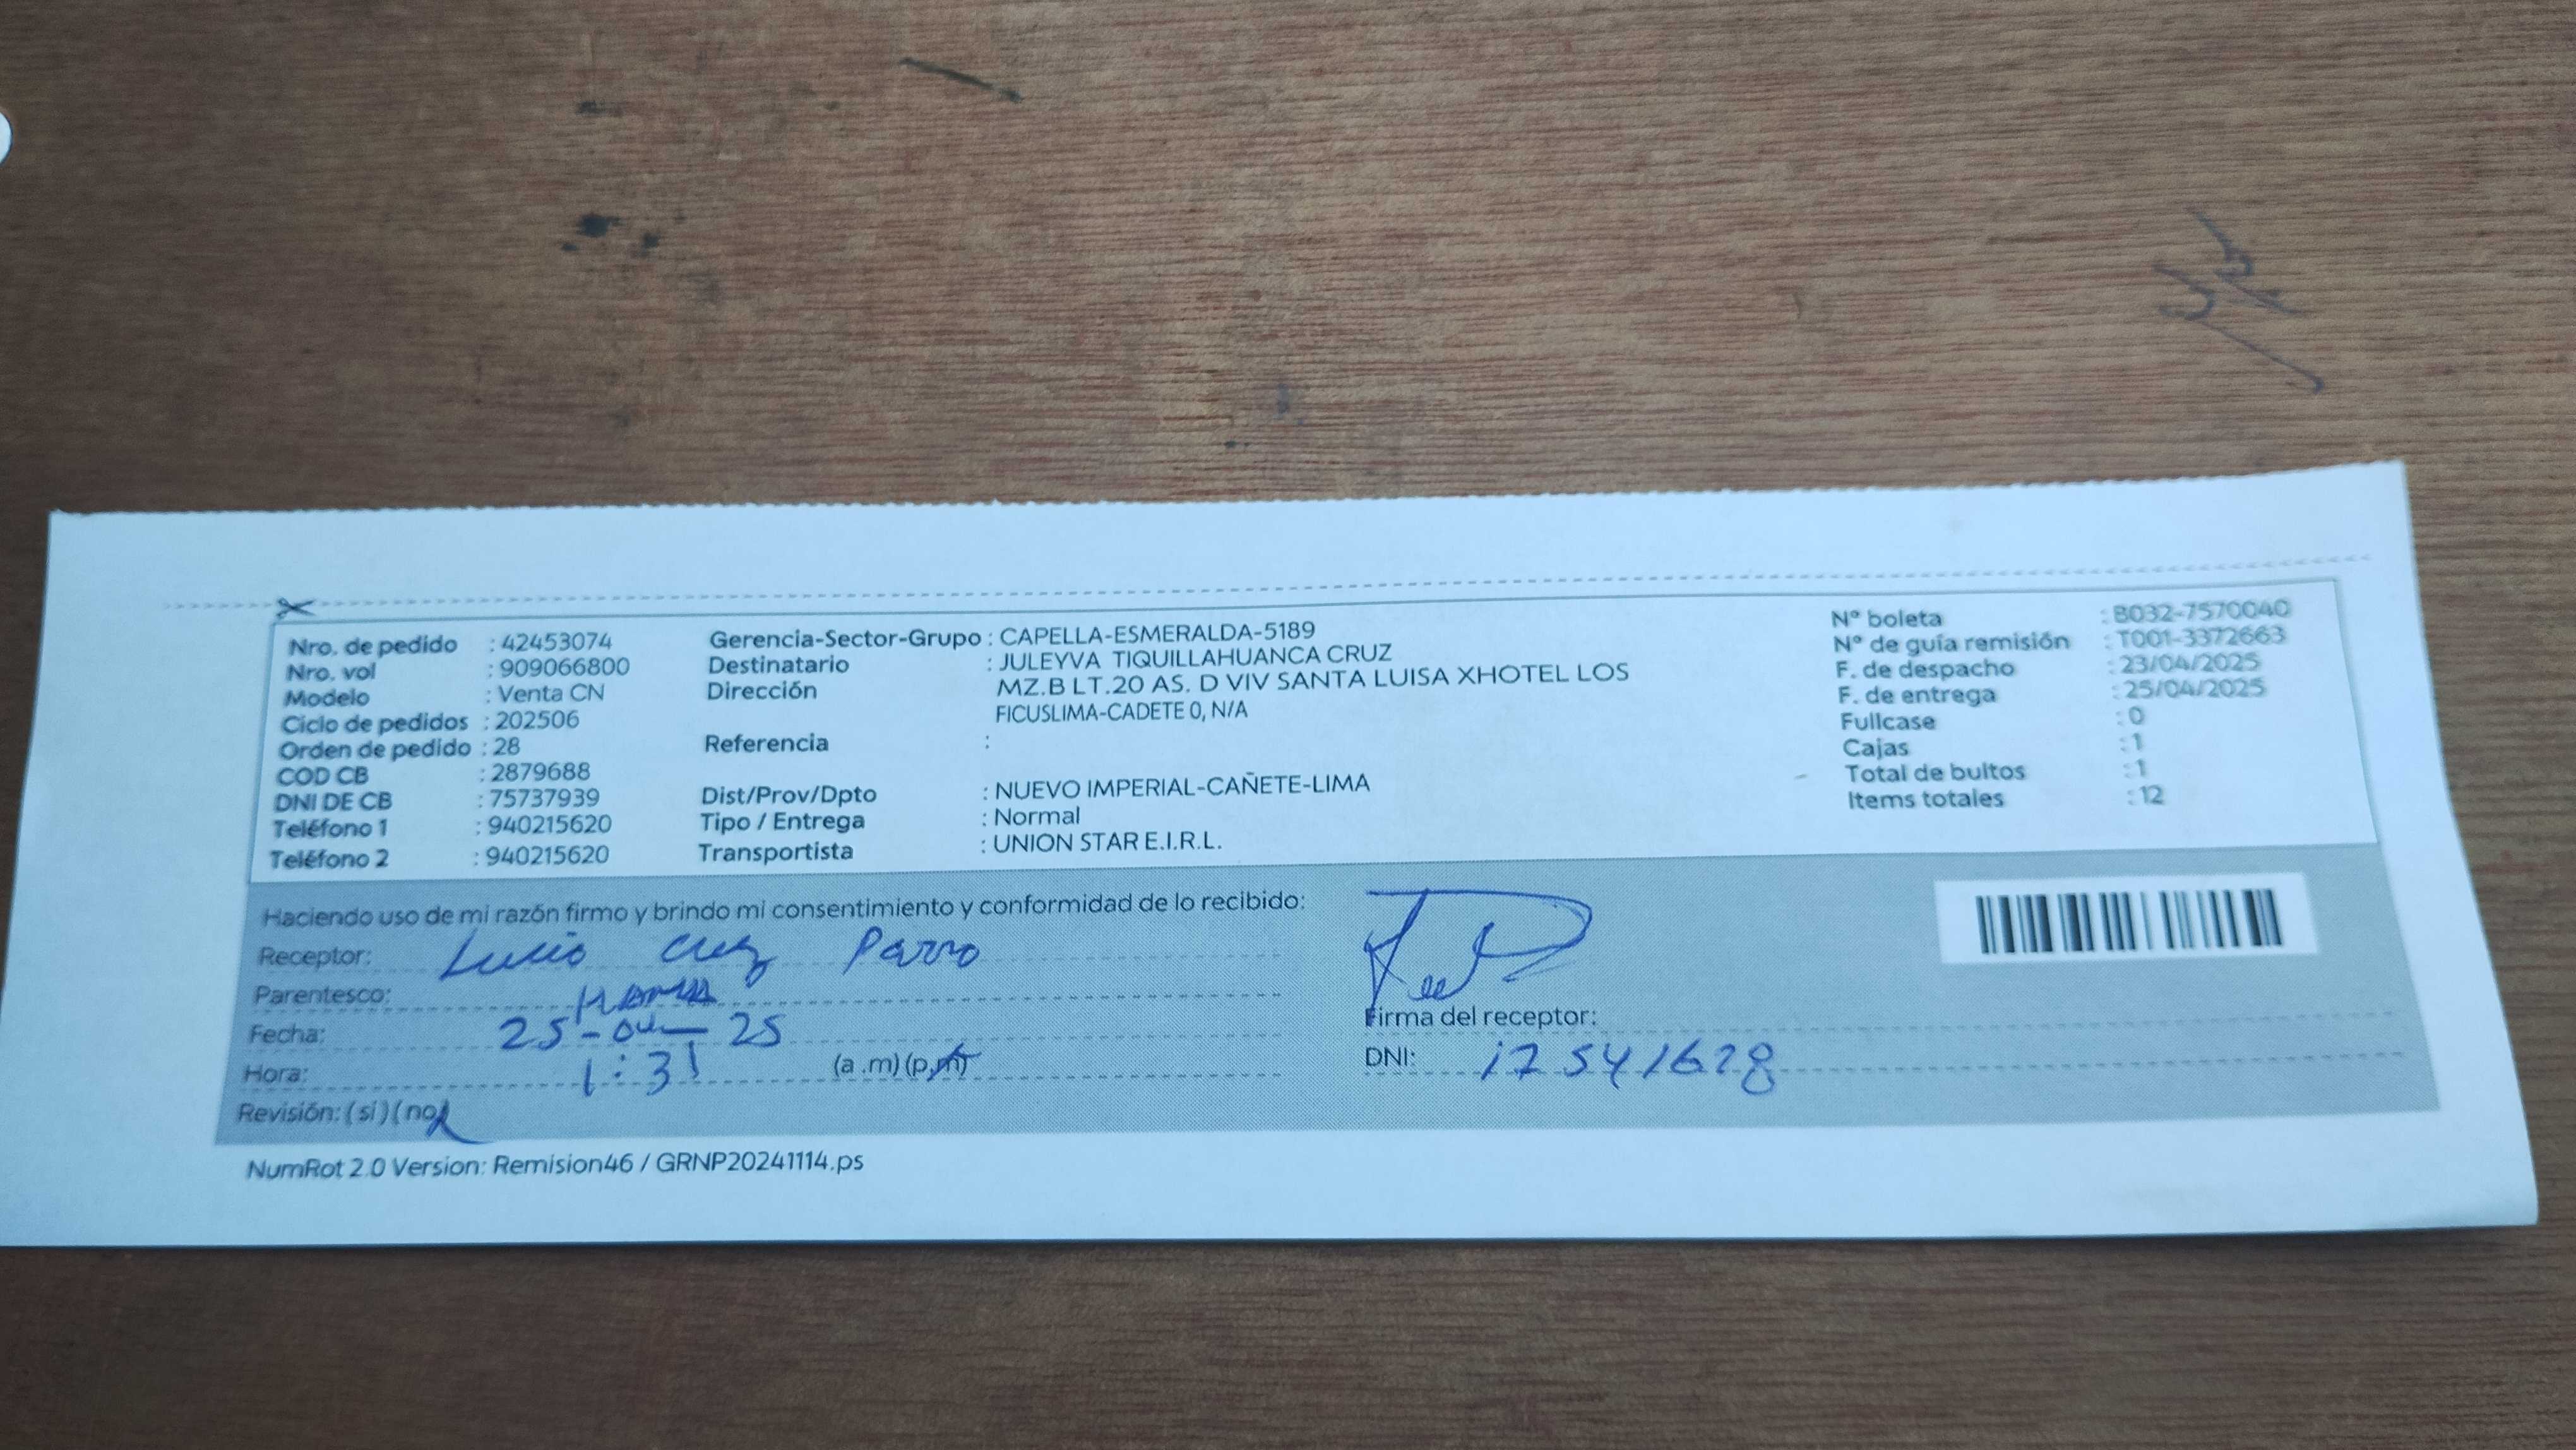 Nro. de pedido : 42453074
Nro. vol : 909066800
Modelo : Venta CN
Ciclo de pedidos : 202506
Orden de pedido : 28
COD CB : 2879688
DNI DE CB : 75737939
Teléfono 1 : 940215620
Teléfono 2 : 940215620
Gerencia-Sector-Grupo : CAPELLA-ESMERALDA-5189
Destinatario : JULEYVA TIQUILLAHUANCA CRUZ
Dirección MZ.B LT.20 AS. D VIV SANTA LUISA XHOTEL LOS
FICUSLIMA-CADETE 0, N/A
Referencia :
Dist/Prov/Dpto : NUEVO IMPERIAL-CAÑETE-LIMA
Tipo / Entrega : Normal
Transportista : UNION STAR E.I.R.L.
Nº boleta : B032-7570040
Nº de guía remisión : T001-3372663
F. de despacho : 23/04/2025
F. de entrega : 25/04/2025
Fullcase : 0
Cajas : 1
Total de bultos : 1
Items totales : 12
Haciendo uso de mi razón firmo y brindo mi consentimiento y conformidad de lo recibido:
Receptor: Lucio Cruz
Parentesco: MAMA
Fecha: 25-04-25
Hora: 1:31 (a .m) (p.m)
Revisión: ( si ) ( no )
Firma del receptor:
DNI: 17541628
NumRot 2.0 Version: Remision46 / GRNP20241114.ps